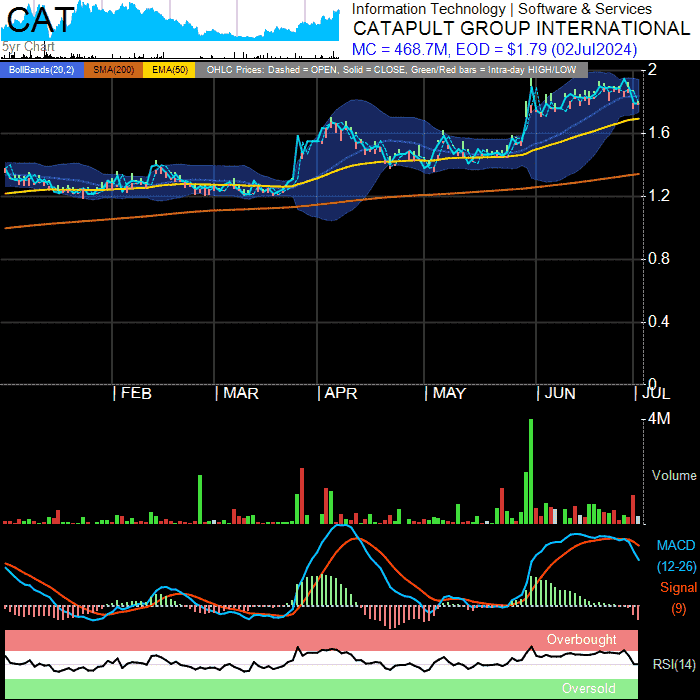 CAT
5yr Chart
Information Technology | Software & Services
CATAPULT GROUP INTERNATIONAL
MC = 468.7M, EOD = $1.79 (02Jul2024)
BollBands(20,2) SMA(200) EMA(50) OHLC Prices: Dashed = OPEN, Solid = CLOSE, Green/Red bars = Intra-day HIGH/LOW
2
1.6
1.2
0.8
0.4
0
| FEB | MAR | APR | MAY | JUN | JUL
4M
Volume
MACD
(12-26)
Signal
(9)
Overbought
RSI(14)
Oversold